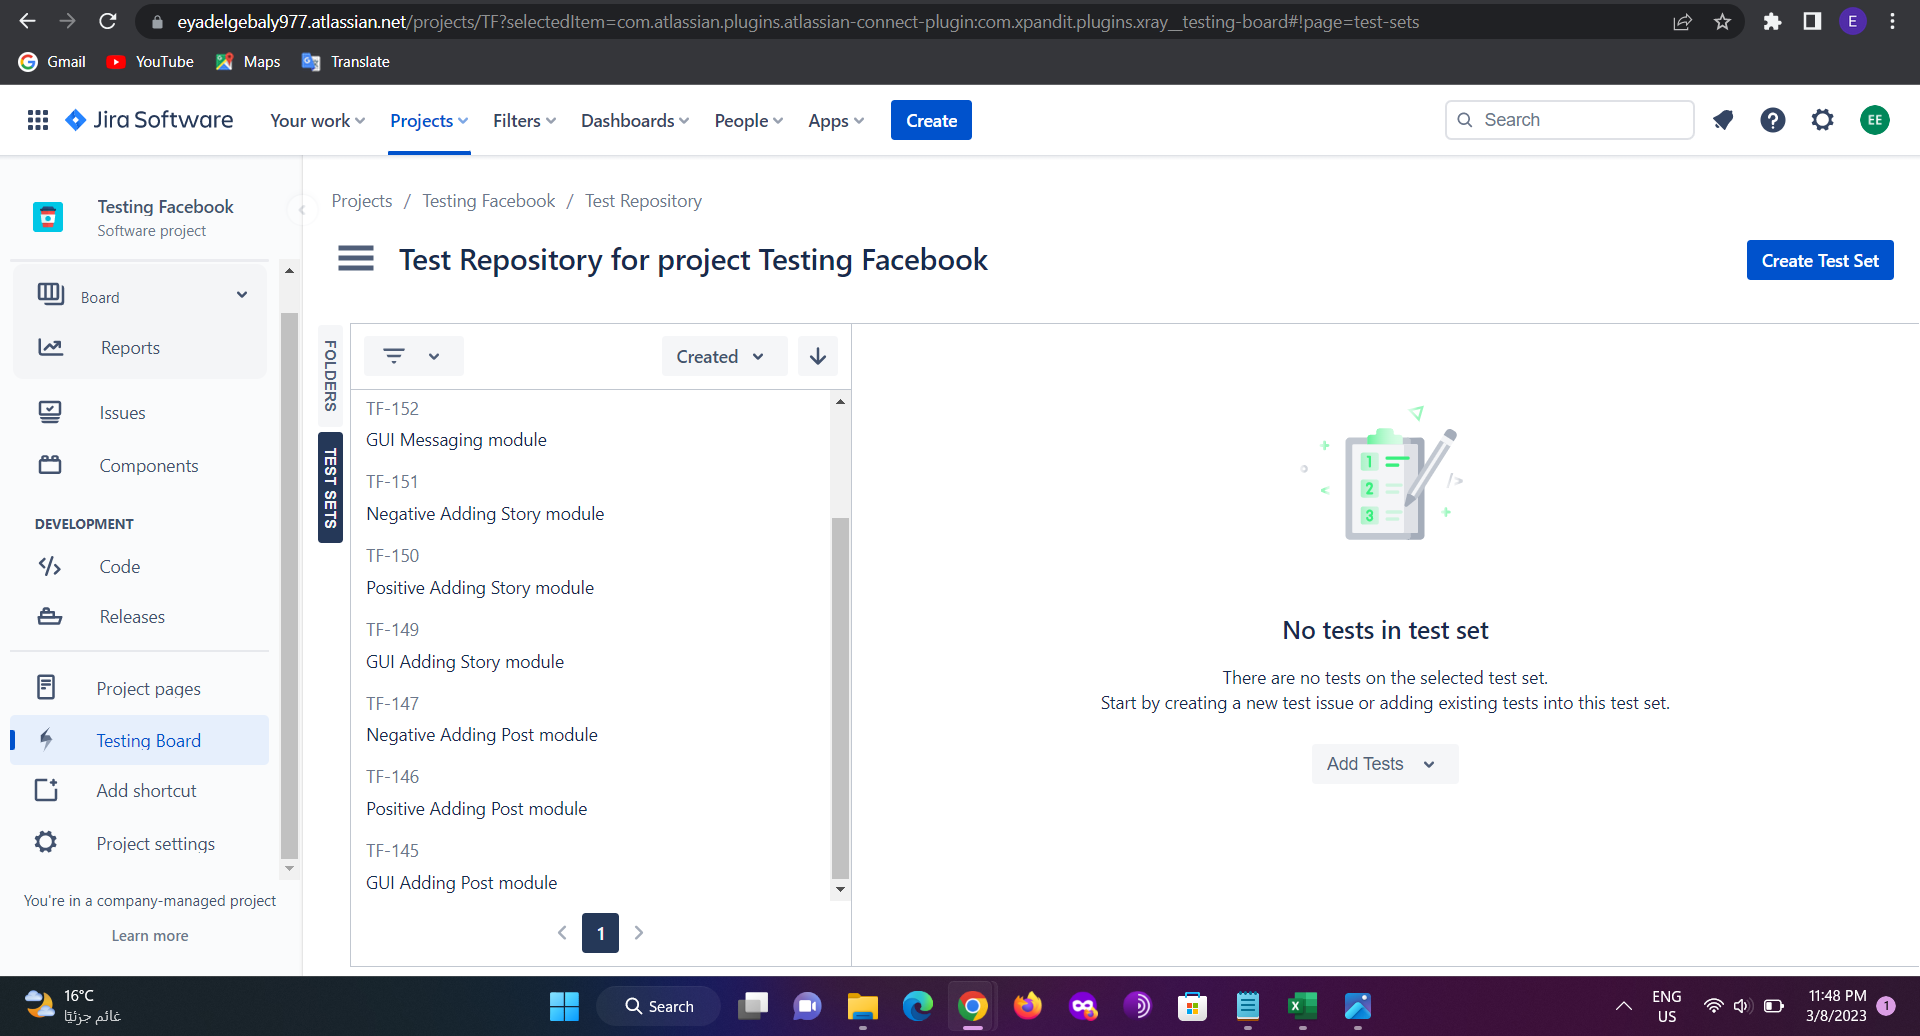 eyadelgebaly977.atlassian.net/projects/TF?selectedItem=com.atlassian.plugins.atlassian-connect-plugin:com.xpandit.plugins.xray__testing-board#!page=test-sets
E
Gmail
YouTube
Maps
Translate
Jira Software
Your work
Projects
Filters
Dashboards
People
Apps
Create
Search
EE
Testing Facebook
Software project
Board
Reports
Issues
Components
DEVELOPMENT
Code
Releases
Project pages
Testing Board
Add shortcut
Project settings
You're in a company-managed project
Learn more
Projects / Testing Facebook / Test Repository
Test Repository for project Testing Facebook
Create Test Set
FOLDERS
TEST SETS
Created
TF-152
GUI Messaging module
TF-151
Negative Adding Story module
TF-150
Positive Adding Story module
TF-149
GUI Adding Story module
TF-147
Negative Adding Post module
TF-146
Positive Adding Post module
TF-145
GUI Adding Post module
1
1
2
3
No tests in test set
There are no tests on the selected test set.
Start by creating a new test issue or adding existing tests into this test set.
Add Tests
16°C
غائم جزئيًا
Search
ENG
US
11:48 PM
3/8/2023
1